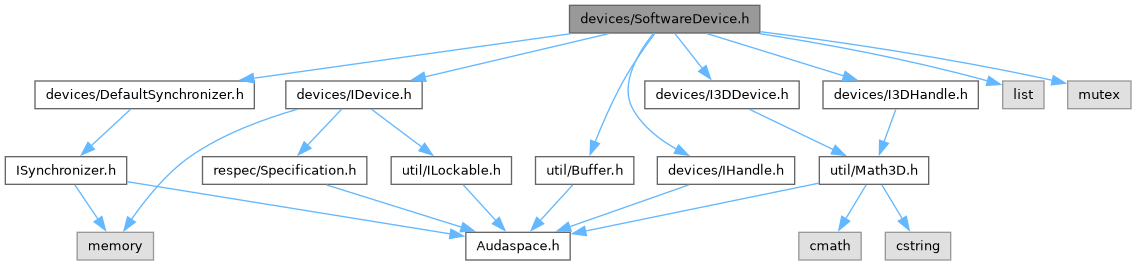 devices/SoftwareDevice.h
devices/DefaultSynchronizer.h
devices/IDevice.h
devices/I3DDevice.h
devices/I3DHandle.h
list
mutex
ISynchronizer.h
respec/Specification.h
util/ILockable.h
util/Buffer.h
devices/IHandle.h
util/Math3D.h
memory
Audaspace.h
cmath
cstring